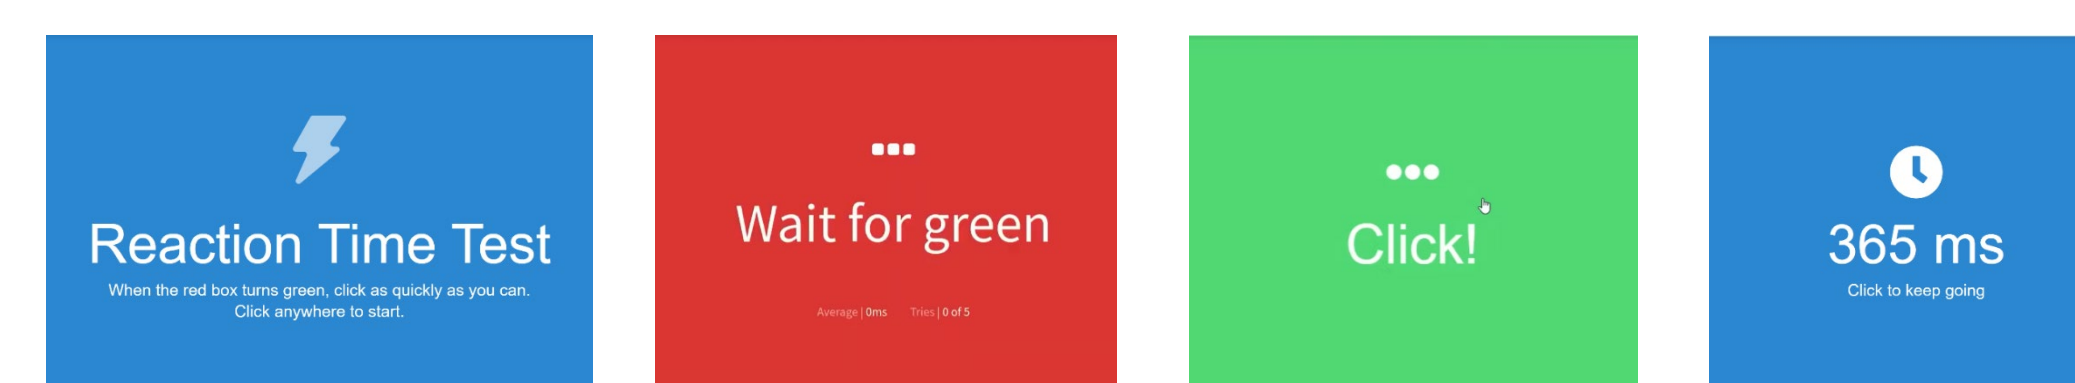 Reaction Time Test
When the red box turns green, click as quickly as you can.
Click anywhere to start.
Wait for green
Average | 0ms Tries | 0 of 5
Click!
365 ms
Click to keep going